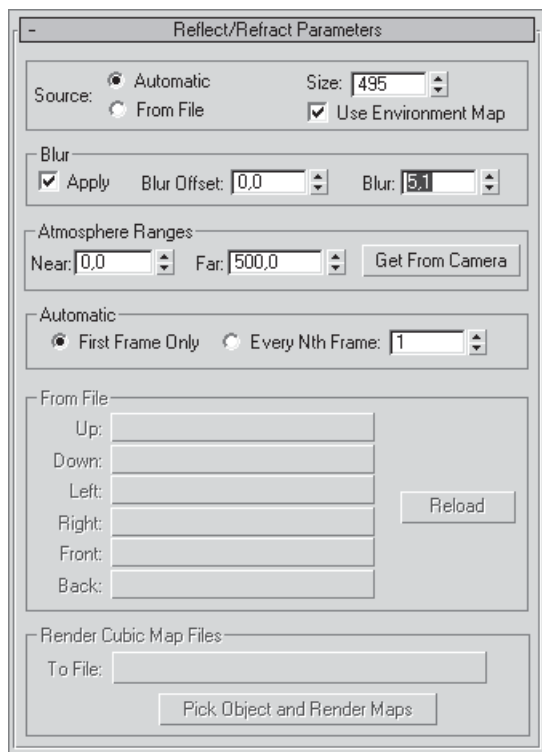 - Reflect/Refract Parameters
Source: Automatic Size: 495
From File Use Environment Map
Blur
Apply Blur Offset: 0,0 Blur: 5,1
Atmosphere Ranges
Near: 0,0 Far: 500,0 Get From Camera
Automatic
First Frame Only Every Nth Frame: 1
From File
Up:
Down:
Left:
Right:
Front:
Back:
Reload
Render Cubic Map Files
To File:
Pick Object and Render Maps